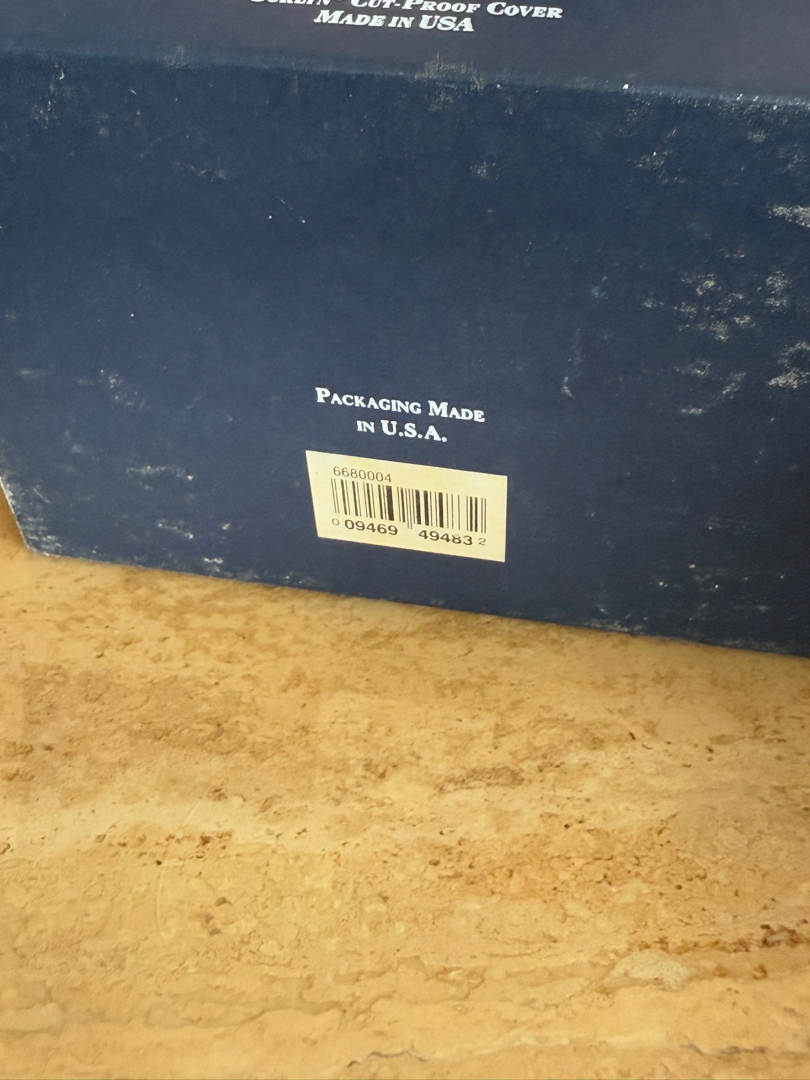 Cut-Proof Cover
Made in USA
Packaging Made
in U.S.A.
6680004
0 09469 49483 2